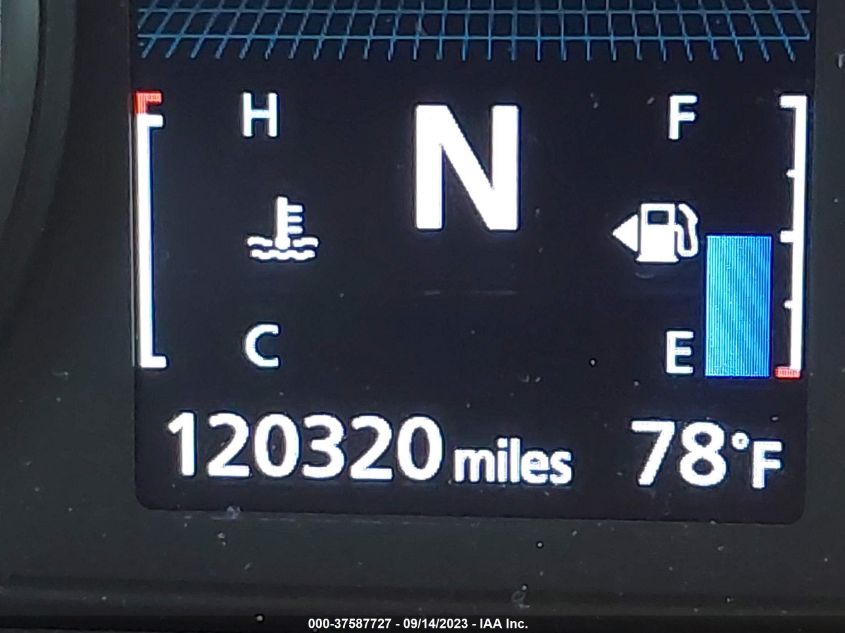 H N F
C E
120320 miles 78°F
000-37587727 - 09/14/2023 - IAA Inc.